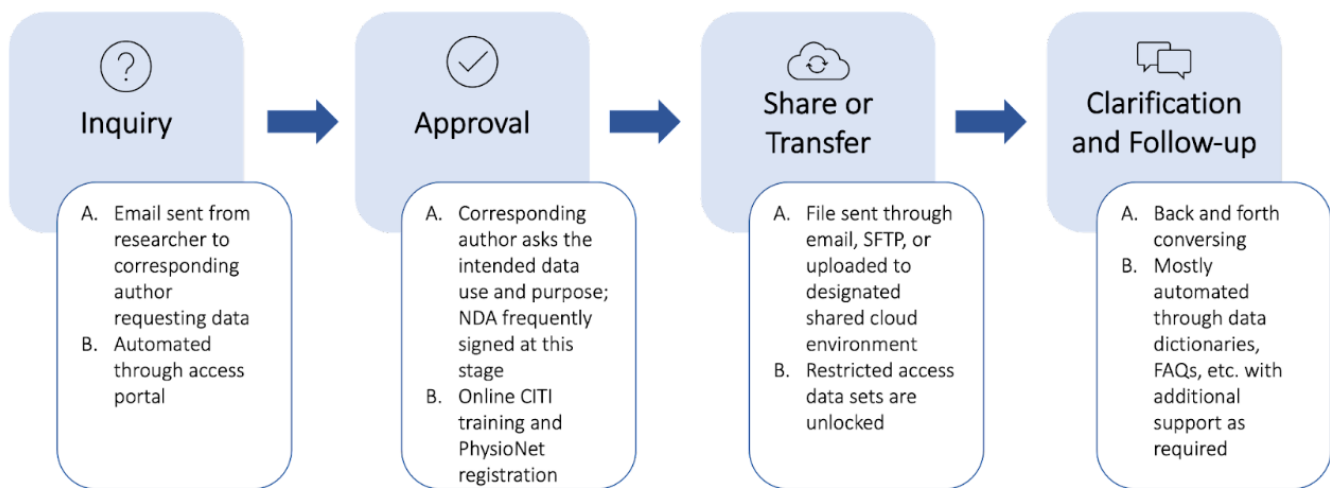 Inquiry
A. Email sent from
researcher to
corresponding
author
requesting data
B. Automated
through access
portal
Approval
A. Corresponding
author asks the
intended data
use and purpose;
NDA frequently
signed at this
stage
B. Online CITI
training and
PhysioNet
registration
Share or
Transfer
A. File sent through
email, SFTP, or
uploaded to
designated
shared cloud
environment
B. Restricted access
data sets are
unlocked
Clarification
and Follow-up
A. Back and forth
conversing
B. Mostly
automated
through data
dictionaries,
FAQs, etc. with
additional
support as
required